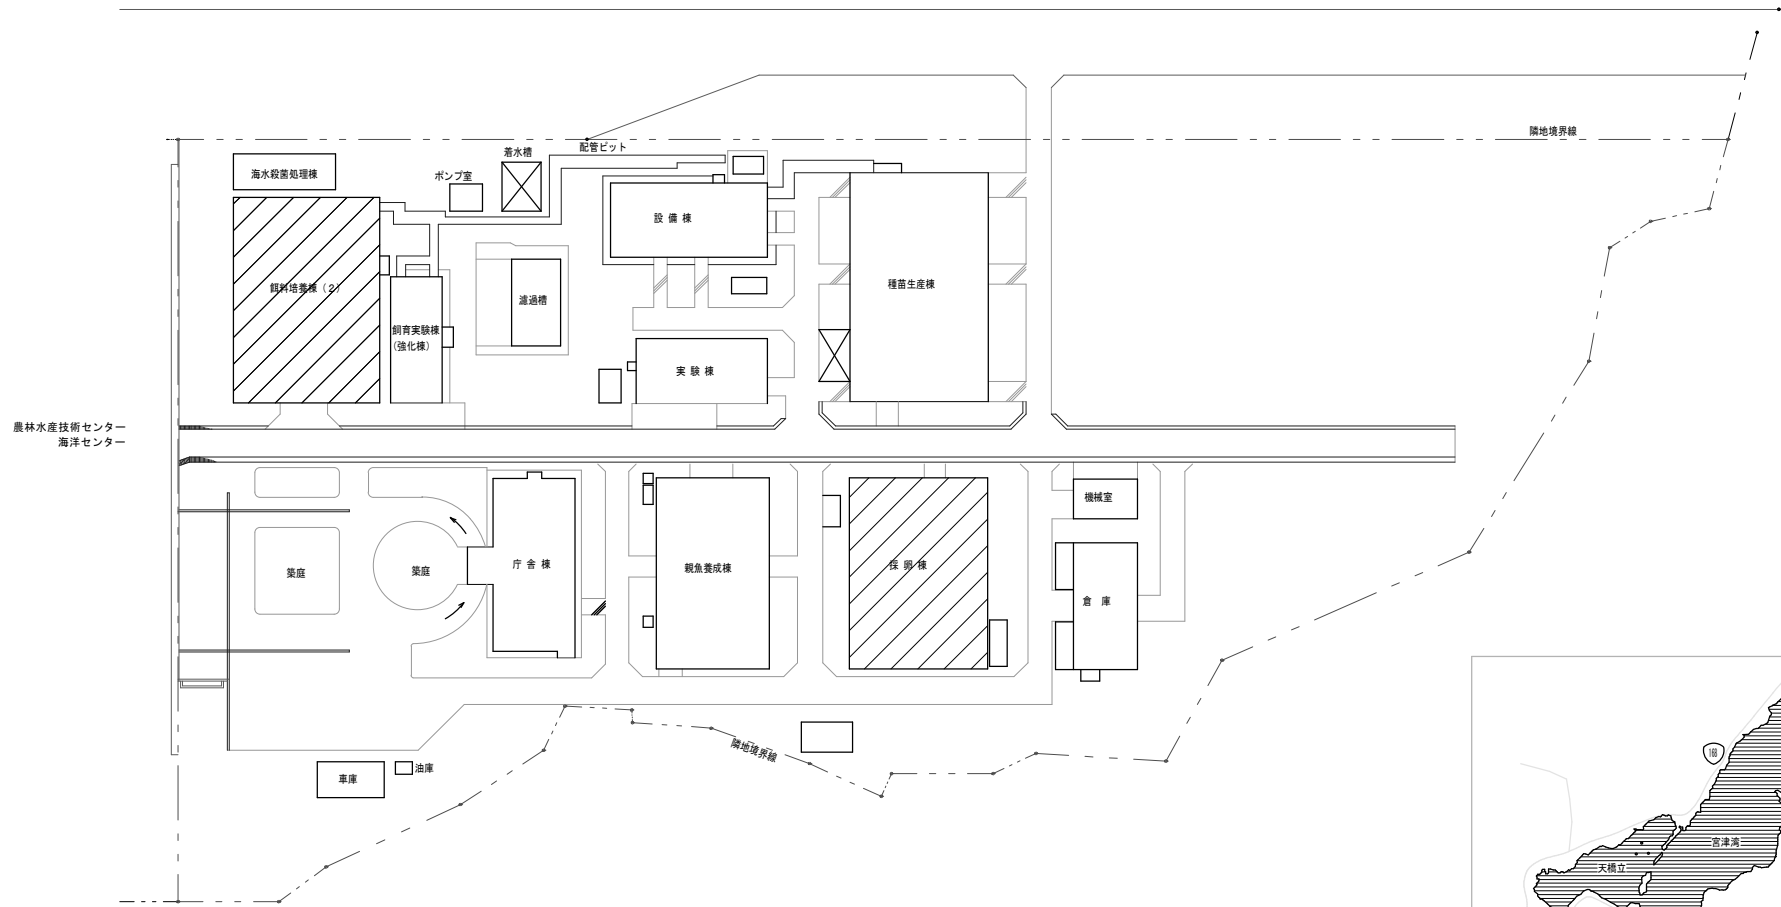 隣地境界線
配管ピット
着水槽
海水殺菌処理棟
ポンプ室
設備棟
餌料培養棟（２）
種苗生産棟
濾過槽
飼育実験棟
(強化棟)
実験棟
農林水産技術センター
海洋センター
機械室
築庭
築庭
庁舎棟
親魚養成棟
採卵棟
倉庫
隣地境界線
車庫
油庫
168
宮津湾
天橋立